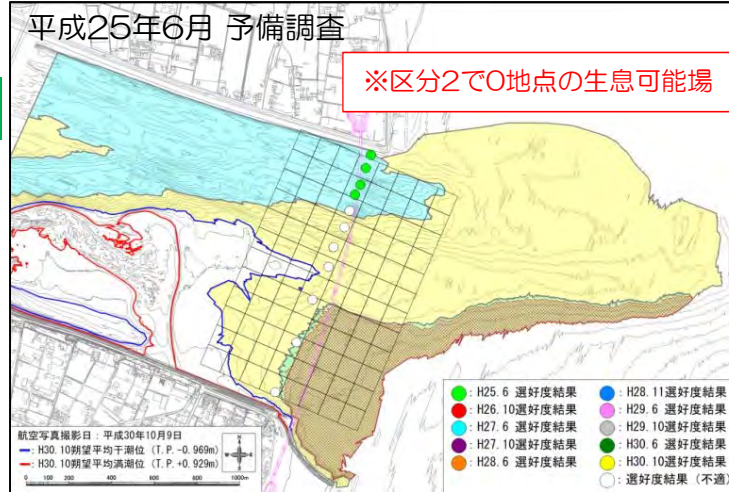 平成25年6月 予備調査
※区分2で0地点の生息可能場
● : H25.6 選好度結果
● : H26.10選好度結果
● : H27.6 選好度結果
● : H27.10選好度結果
● : H28.6 選好度結果
● : H28.11選好度結果
● : H29.6 選好度結果
● : H29.10選好度結果
● : H30.6 選好度結果
● : H30.10選好度結果
○ : 選好度結果（不適）
航空写真撮影日：平成30年10月9日
― : H30.10朔望平均干潮位 (T.P. -0.969m)
― : H30.10朔望平均満潮位 (T.P. +0.929m)
0 100 200 400 600 800 1000m